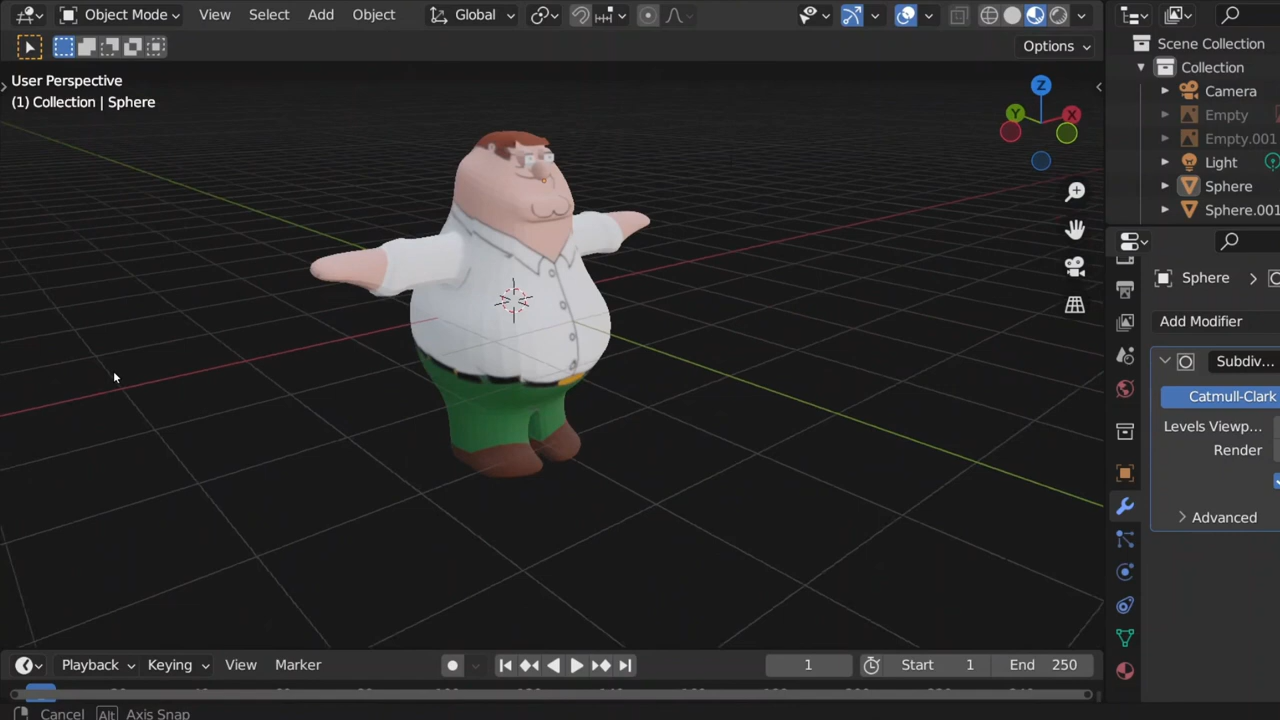 Object Mode View Select Add Object Global
Options
User Perspective
(1) Collection | Sphere
Z
Y
X
Scene Collection
Collection
Camera
Empty
Empty.001
Light
Sphere
Sphere.001
Sphere
Add Modifier
Subdiv...
Catmull-Clark
Levels Viewp...
Render
Advanced
Playback Keying View Marker 1 Start 1 End 250
Cancel Alt Axis Snap